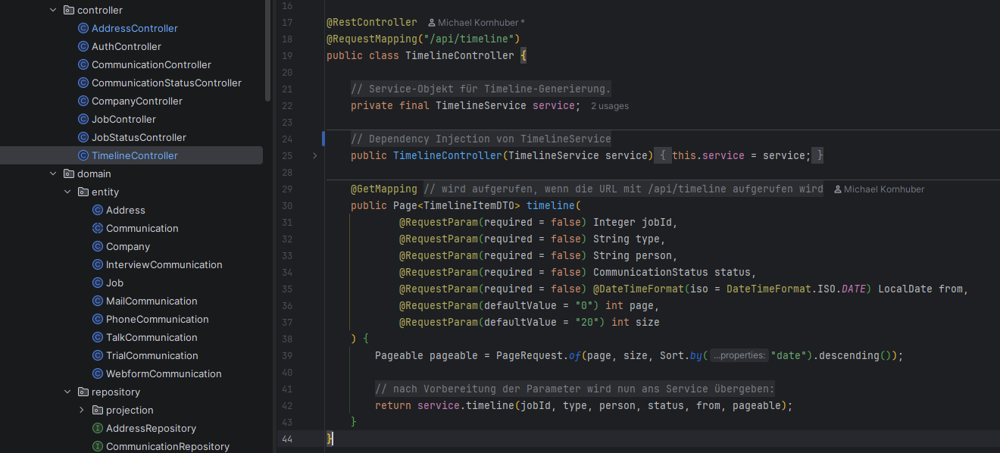 controller
AddressController
AuthController
CommunicationController
CommunicationStatusController
CompanyController
JobController
JobStatusController
TimelineController
domain
entity
Address
Communication
Company
InterviewCommunication
Job
MailCommunication
PhoneCommunication
TalkCommunication
TrialCommunication
WebformCommunication
repository
projection
AddressRepository
CommunicationRepository
16
17 @RestController Michael Kornhuber *
18 @RequestMapping("/api/timeline")
19 public class TimelineController {
20
21 // Service-Objekt für Timeline-Generierung.
22 private final TimelineService service; 2 usages
23
24 // Dependency Injection von TimelineService
25 public TimelineController(TimelineService service) { this.service = service; }
28
29 @GetMapping // wird aufgerufen, wenn die URL mit /api/timeline aufgerufen wird Michael Kornhuber
30 public Page<TimelineItemDTO> timeline(
31 @RequestParam(required = false) Integer jobId,
32 @RequestParam(required = false) String type,
33 @RequestParam(required = false) String person,
34 @RequestParam(required = false) CommunicationStatus status,
35 @RequestParam(required = false) @DateTimeFormat(iso = DateTimeFormat.ISO.DATE) LocalDate from,
36 @RequestParam(defaultValue = "0") int page,
37 @RequestParam(defaultValue = "20") int size
38 ) {
39 Pageable pageable = PageRequest.of(page, size, Sort.by( ...properties: "date").descending());
40
41 // nach Vorbereitung der Parameter wird nun ans Service übergeben:
42 return service.timeline(jobId, type, person, status, from, pageable);
43 }
44 }